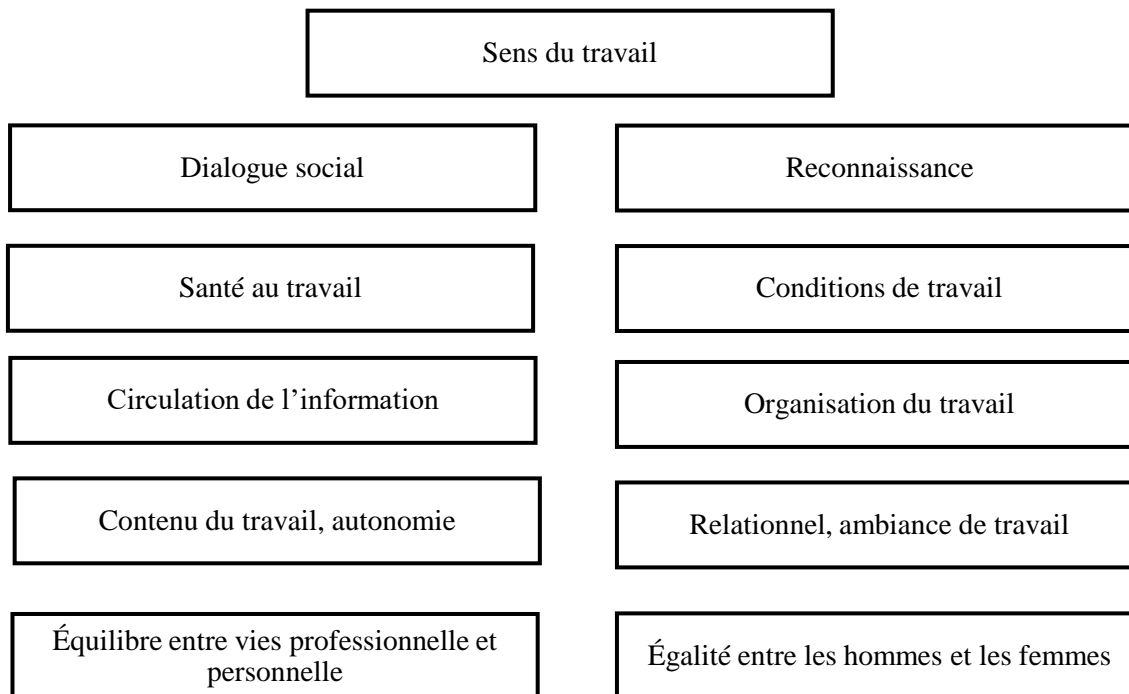 Sens du travail
Dialogue social
Reconnaissance
Santé au travail
Conditions de travail
Circulation de l’information
Organisation du travail
Contenu du travail, autonomie
Relationnel, ambiance de travail
Équilibre entre vies professionnelle et
personnelle
Égalité entre les hommes et les femmes